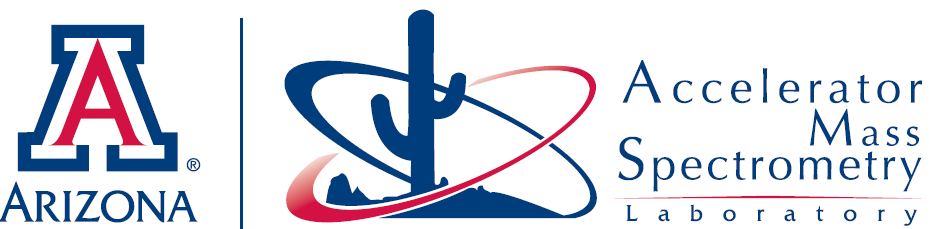 A
®
ARIZONA
Accelerator
Mass
Spectrometry
Laboratory